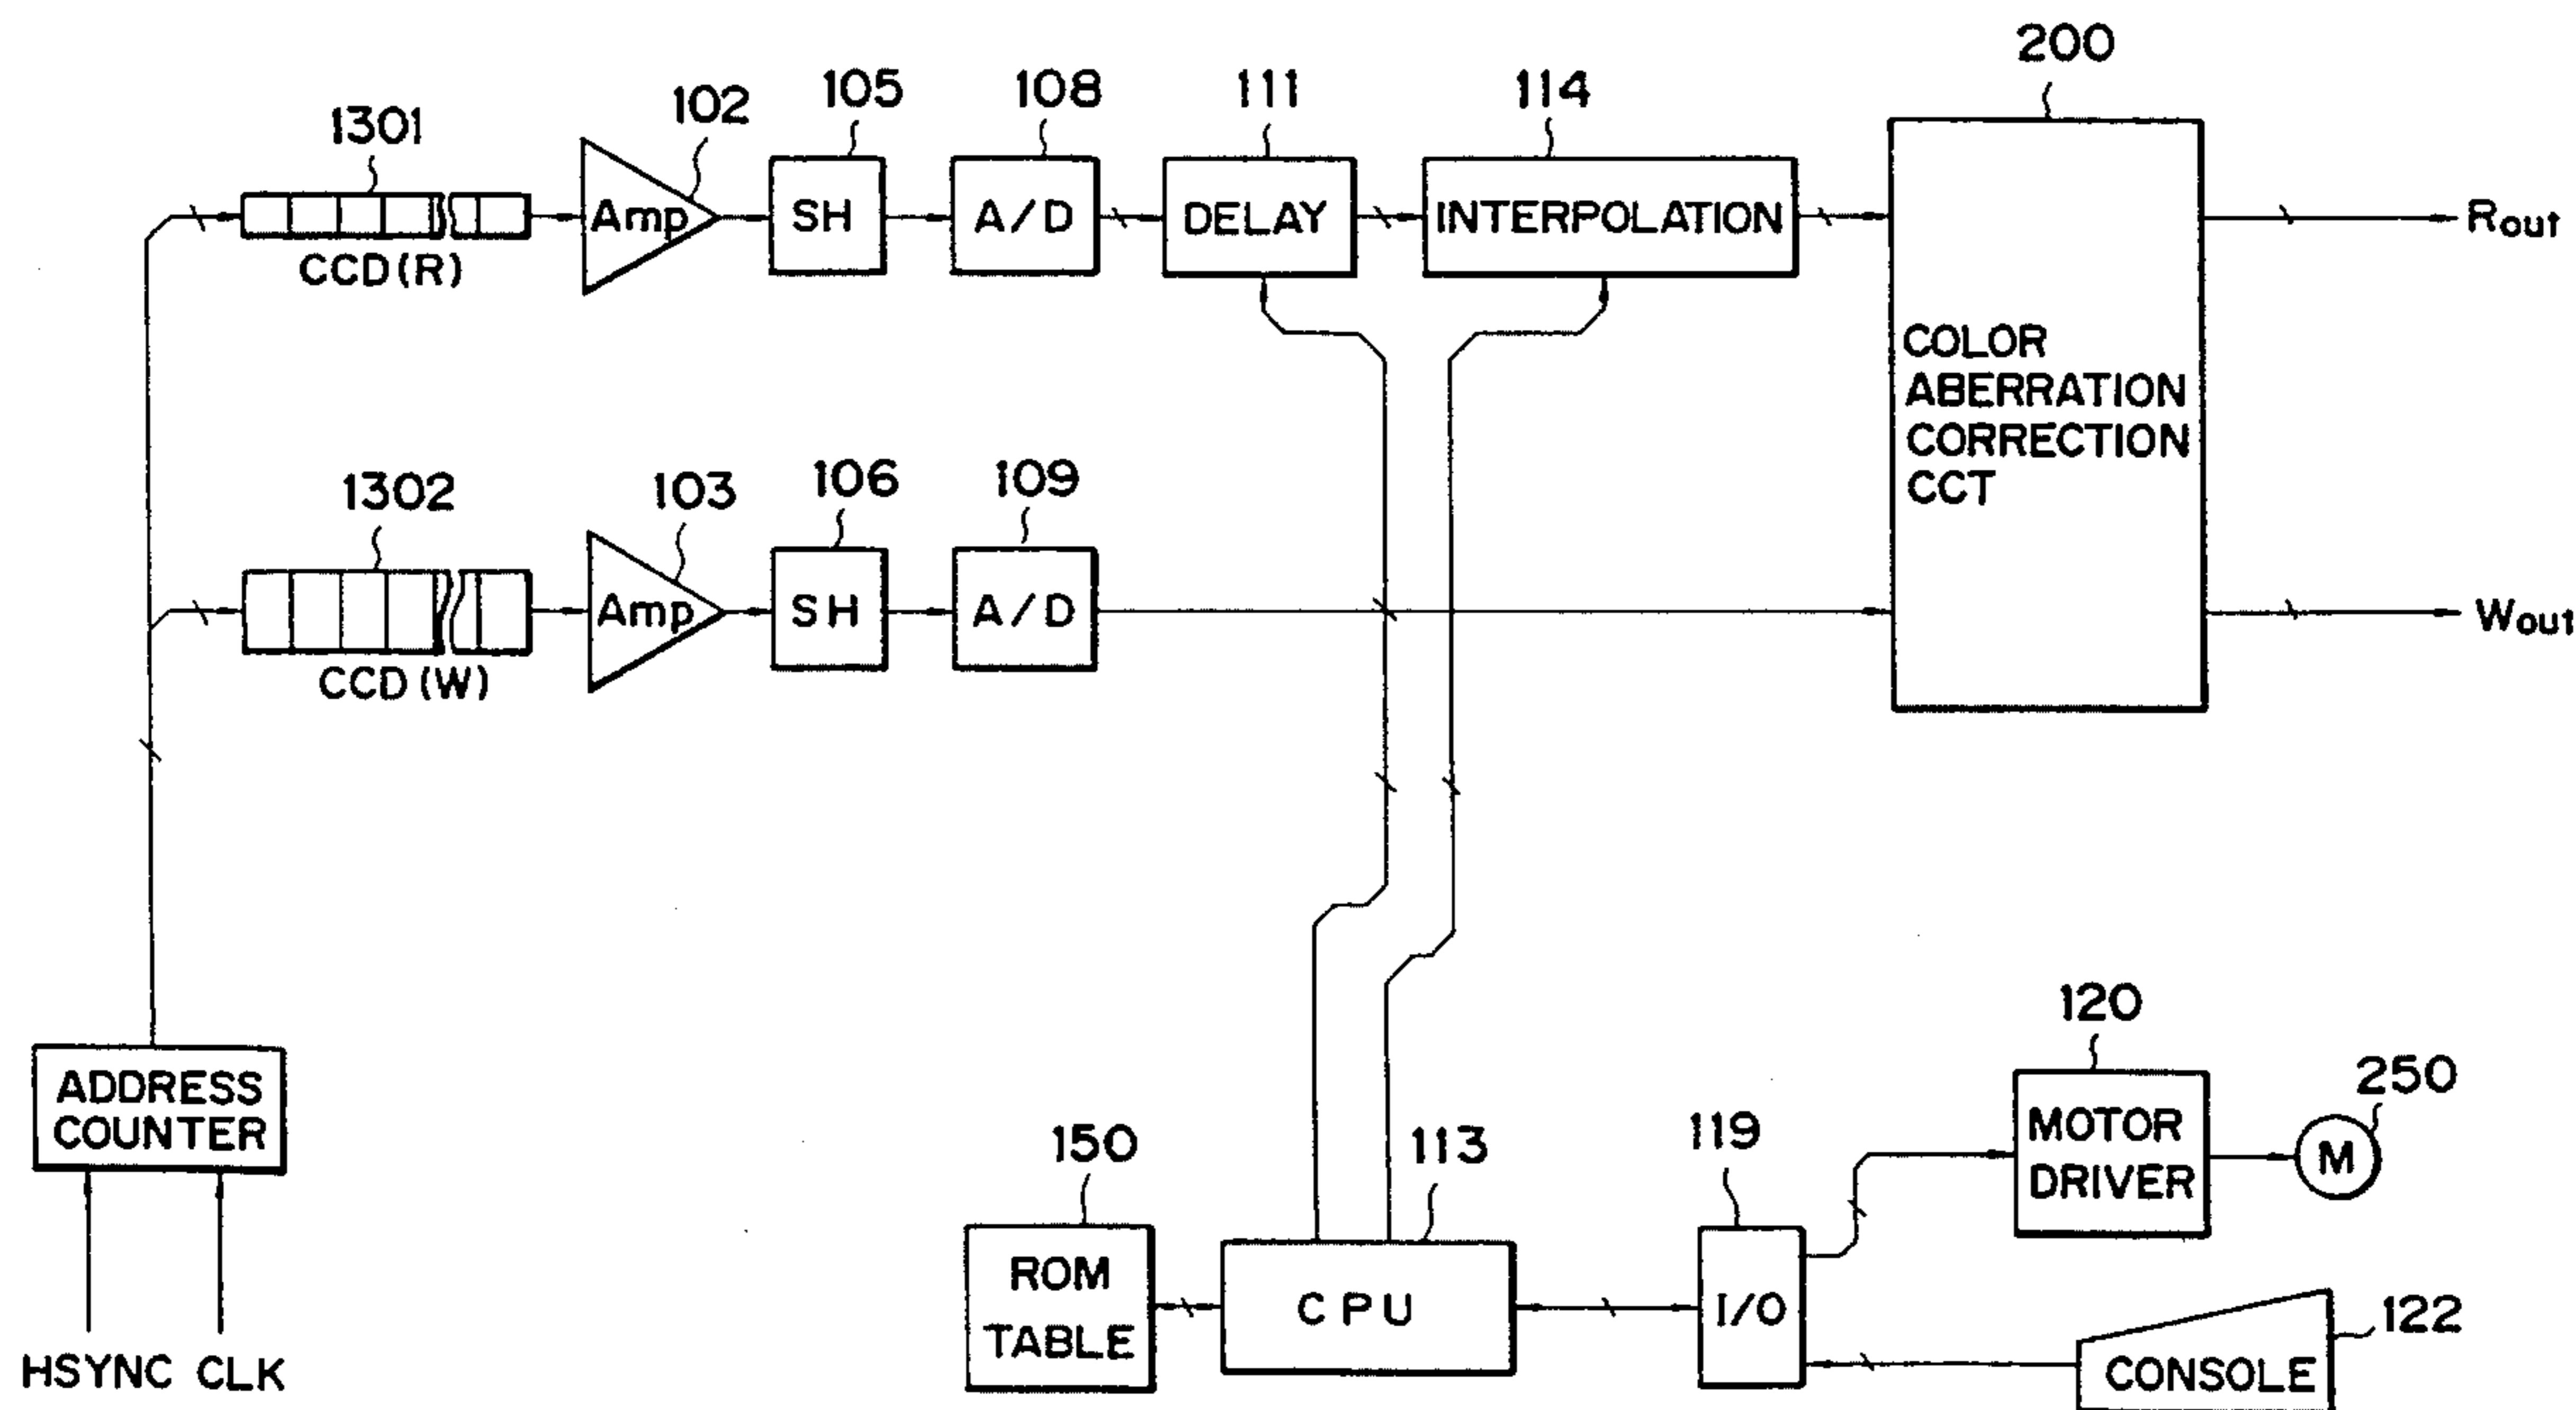 200
1301
102
105
108
111
114
Amp
SH
A/D
DELAY
INTERPOLATION
Rout
CCD(R)
COLOR
ABERRATION
CORRECTION
CCT
1302
103
106
109
Amp
SH
A/D
Wout
CCD(W)
ADDRESS
COUNTER
HSYNC CLK
150
113
119
120
250
ROM
TABLE
CPU
I/O
MOTOR
DRIVER
M
122
CONSOLE